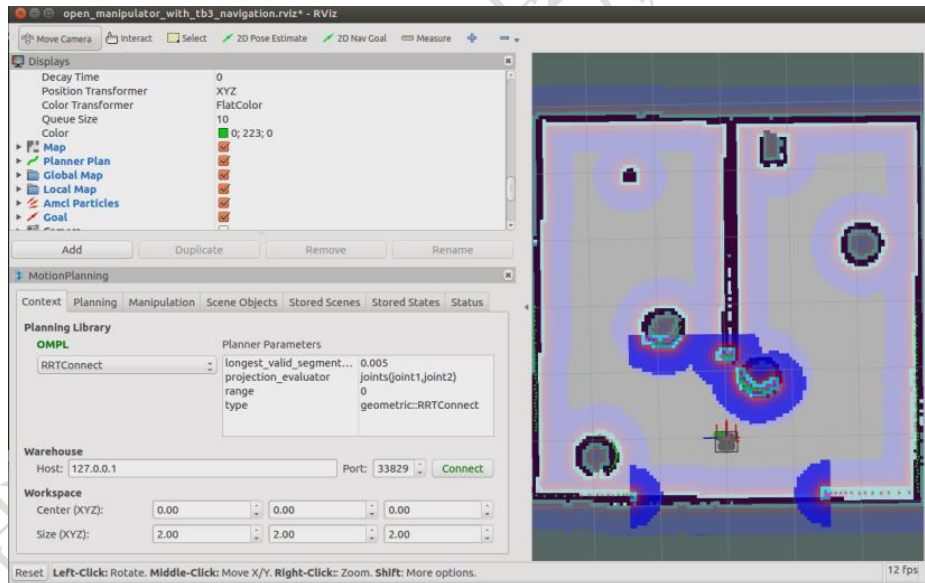 open_manipulator_with_tb3_navigation.rviz* - RViz
Move Camera Interact Select 2D Pose Estimate 2D Nav Goal Measure
Displays
Decay Time 0
Position Transformer XYZ
Color Transformer FlatColor
Queue Size 10
Color 0; 223; 0
Map
Planner Plan
Global Map
Local Map
Amcl Particles
Goal
Add Duplicate Remove Rename
MotionPlanning
Context Planning Manipulation Scene Objects Stored Scenes Stored States Status
Planning Library
OMPL Planner Parameters
RRTConnect
longest_valid_segment... 0.005
projection_evaluator joints(joint1,joint2)
range 0
type geometric::RRTConnect
Warehouse
Host: 127.0.0.1 Port: 33829 Connect
Workspace
Center (XYZ): 0.00 0.00 0.00
Size (XYZ): 2.00 2.00 2.00
Reset Left-Click: Rotate. Middle-Click: Move X/Y. Right-Click:: Zoom. Shift: More options. 12 fps